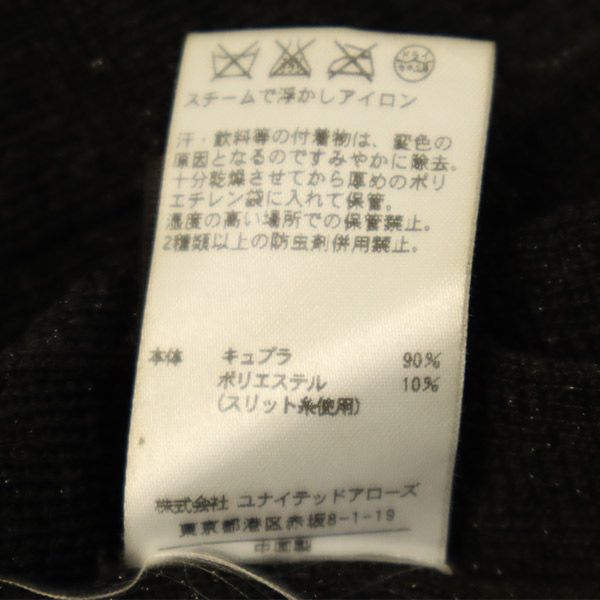 ドライ
スチームで浮かしアイロン
汗・飲料等の付着物は、変色の
原因となるのですみやかに除去。
十分乾燥させてから厚めのポリ
エチレン袋に入れて保管。
湿度の高い場所での保管禁止。
2種類以上の防虫剤併用禁止。
本体 キュプラ 90%
ポリエステル 10%
(スリット糸使用)
株式会社 ユナイテッドアローズ
東京都港区赤坂8-1-19
中国製